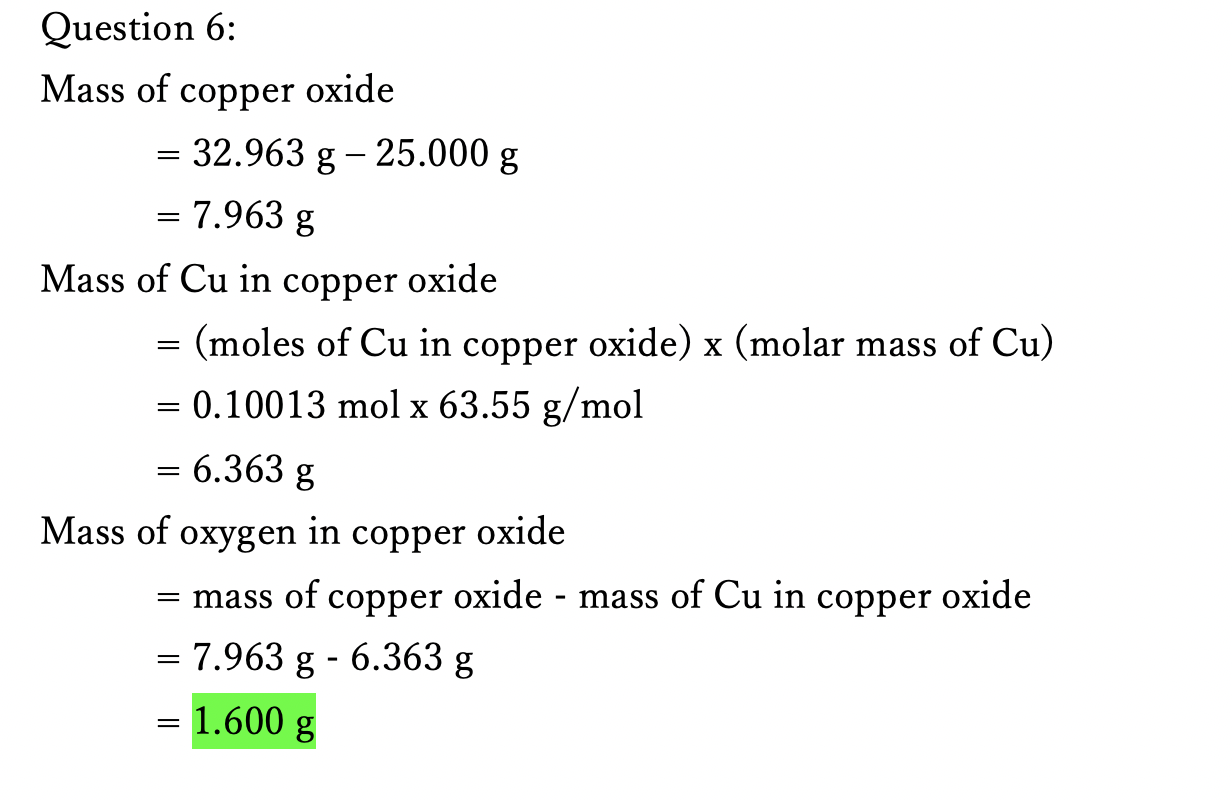 Question 6:
Mass of copper oxide
= 32.963 g – 25.000 g
= 7.963 g
Mass of Cu in copper oxide
= (moles of Cu in copper oxide) x (molar mass of Cu)
= 0.10013 mol x 63.55 g/mol
= 6.363 g
Mass of oxygen in copper oxide
= mass of copper oxide - mass of Cu in copper oxide
= 7.963 g - 6.363 g
= 1.600 g